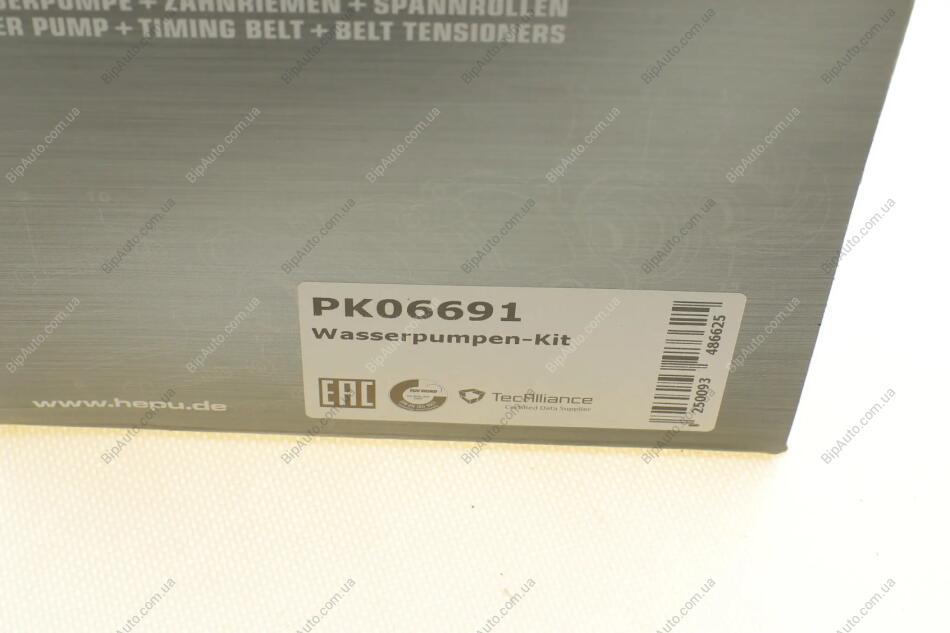 ERPUMPE + ZAHNRIEMEN + SPANNROLLEN
ER PUMP + TIMING BELT + BELT TENSIONERS
PK06691
Wasserpumpen-Kit
EAC
TecAlliance
Certified Data Supplier
250093 486625
www.hepu.de
BipAuto.com.ua